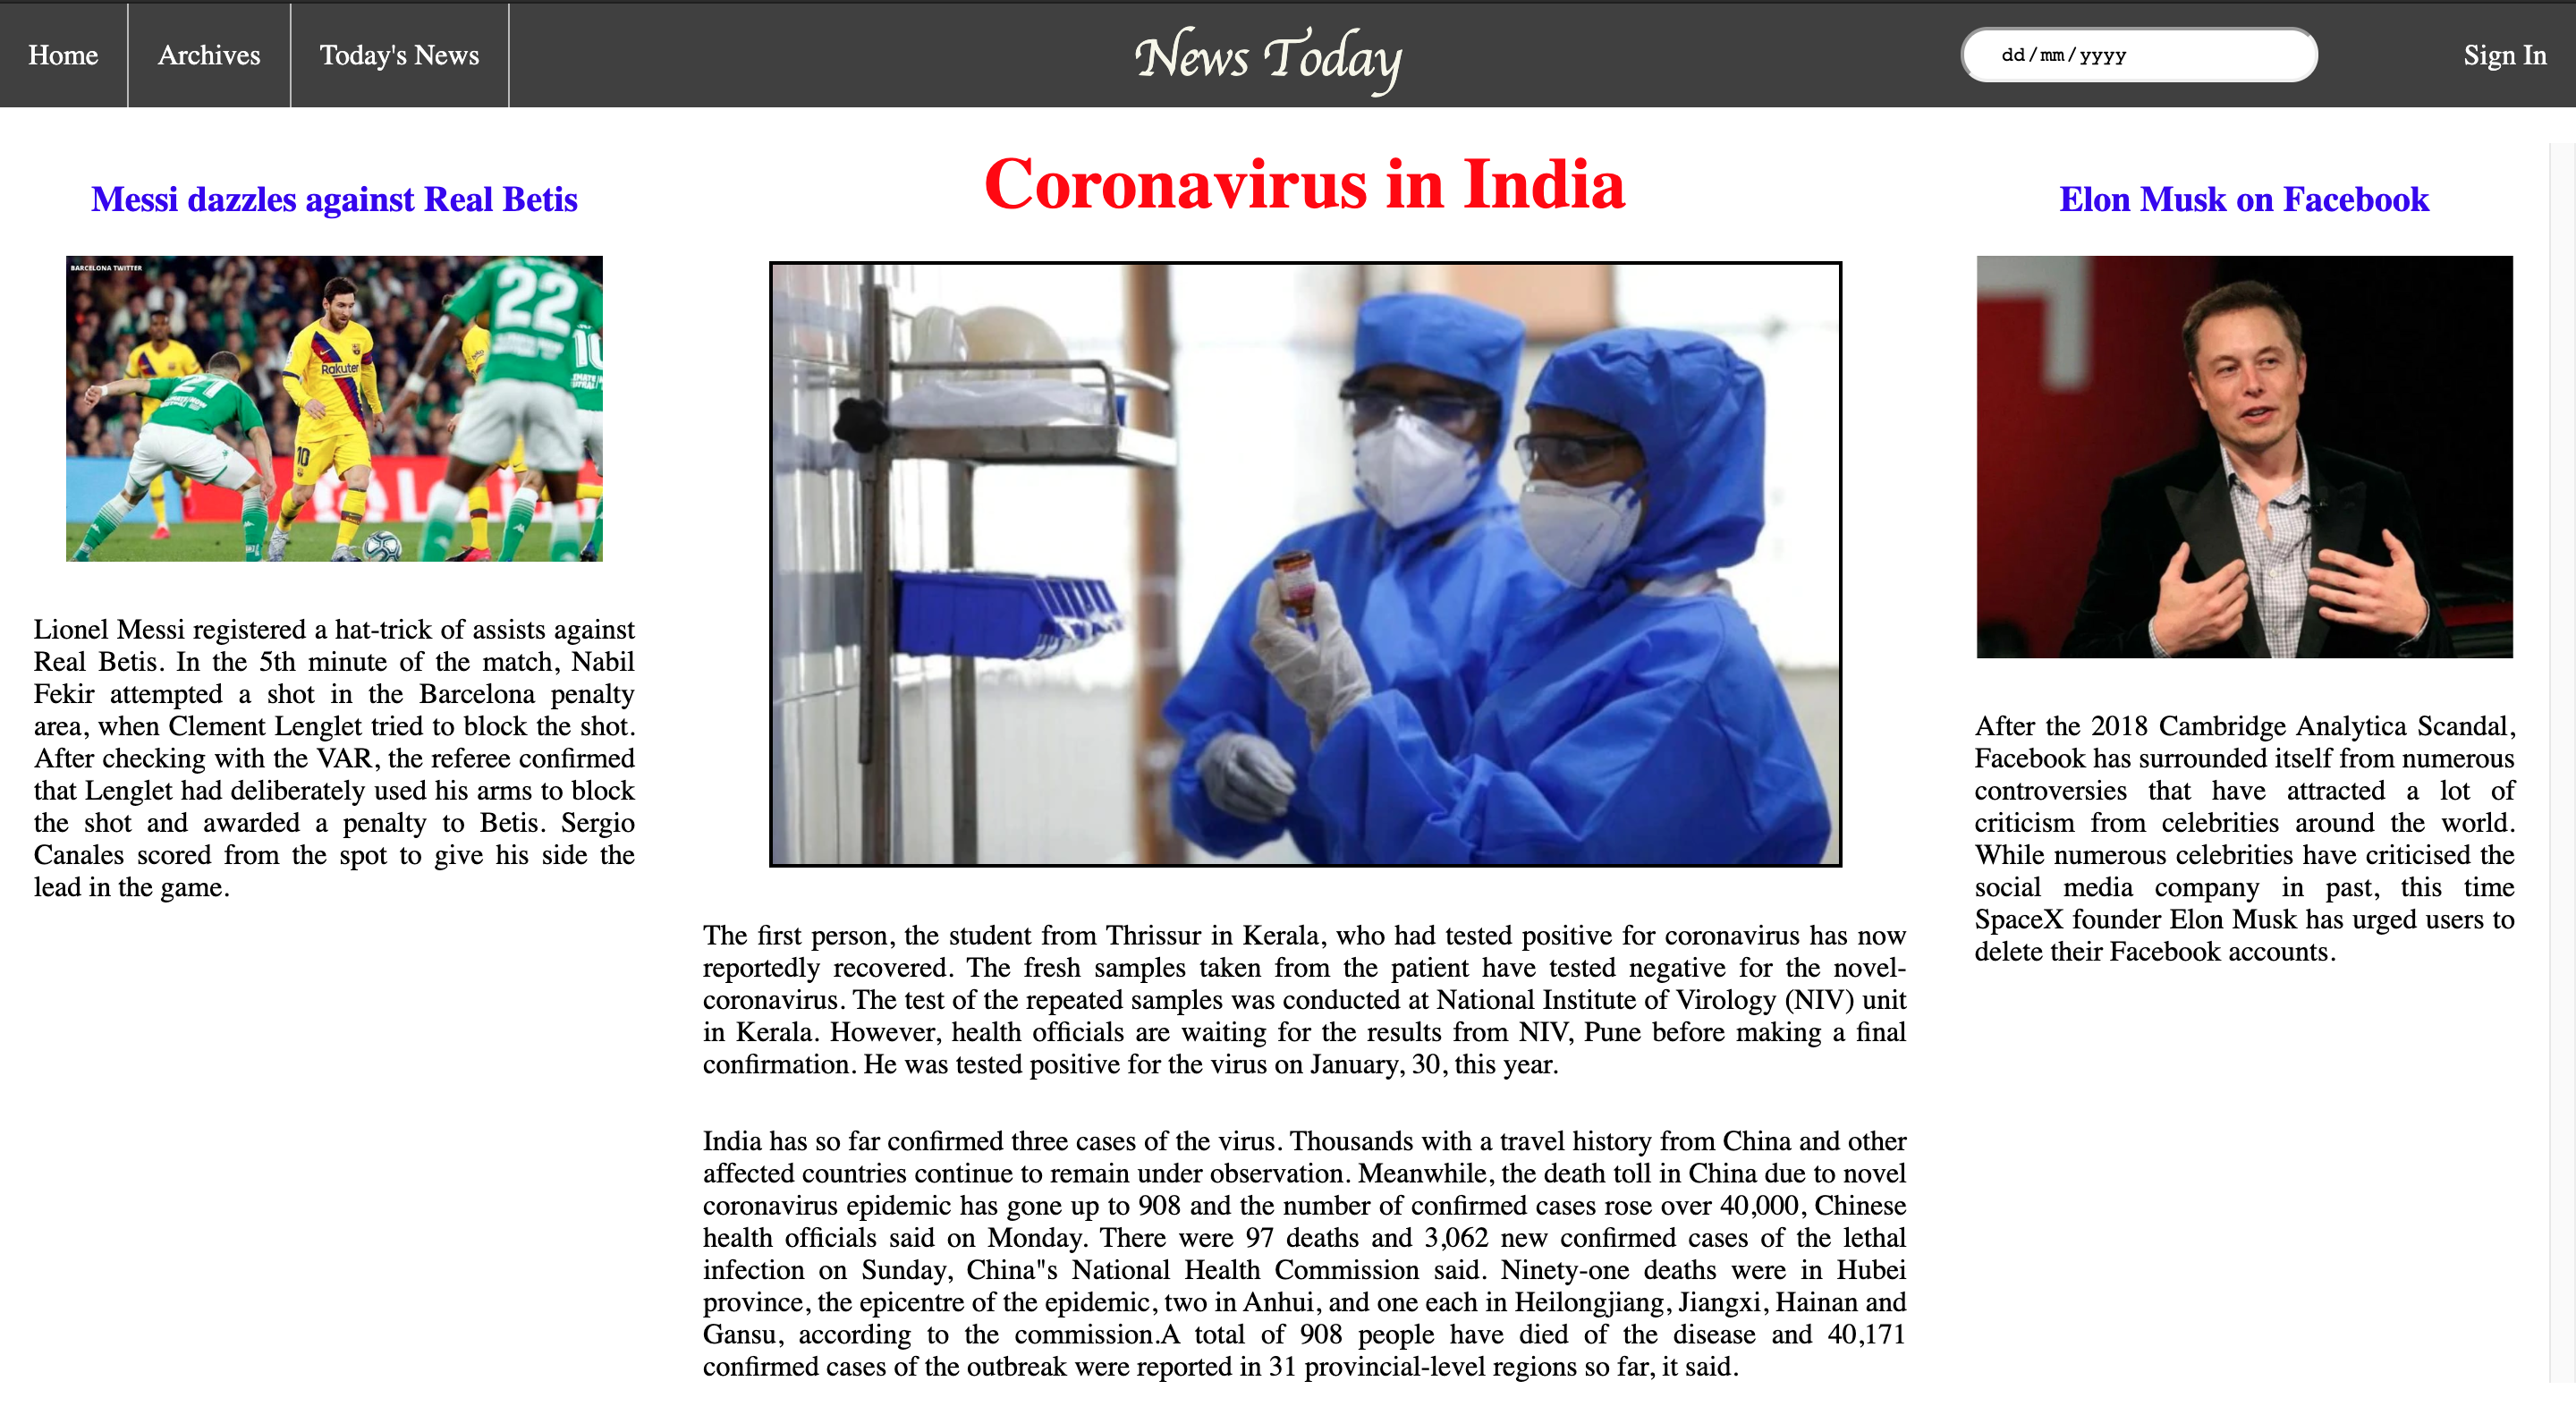 Home
Archives
Today's News
News Today
dd/mm/yyyy
Sign In
Messi dazzles against Real Betis
BARCELONA TWITTER
22
21
Rakuten
10
10
Lionel Messi registered a hat-trick of assists against
Real Betis. In the 5th minute of the match, Nabil
Fekir attempted a shot in the Barcelona penalty
area, when Clement Lenglet tried to block the shot.
After checking with the VAR, the referee confirmed
that Lenglet had deliberately used his arms to block
the shot and awarded a penalty to Betis. Sergio
Canales scored from the spot to give his side the
lead in the game.
Coronavirus in India
The first person, the student from Thrissur in Kerala, who had tested positive for coronavirus has now
reportedly recovered. The fresh samples taken from the patient have tested negative for the novel-
coronavirus. The test of the repeated samples was conducted at National Institute of Virology (NIV) unit
in Kerala. However, health officials are waiting for the results from NIV, Pune before making a final
confirmation. He was tested positive for the virus on January, 30, this year.
India has so far confirmed three cases of the virus. Thousands with a travel history from China and other
affected countries continue to remain under observation. Meanwhile, the death toll in China due to novel
coronavirus epidemic has gone up to 908 and the number of confirmed cases rose over 40,000, Chinese
health officials said on Monday. There were 97 deaths and 3,062 new confirmed cases of the lethal
infection on Sunday, China"s National Health Commission said. Ninety-one deaths were in Hubei
province, the epicentre of the epidemic, two in Anhui, and one each in Heilongjiang, Jiangxi, Hainan and
Gansu, according to the commission.A total of 908 people have died of the disease and 40,171
confirmed cases of the outbreak were reported in 31 provincial-level regions so far, it said.
Elon Musk on Facebook
After the 2018 Cambridge Analytica Scandal,
Facebook has surrounded itself from numerous
controversies that have attracted a lot of
criticism from celebrities around the world.
While numerous celebrities have criticised the
social media company in past, this time
SpaceX founder Elon Musk has urged users to
delete their Facebook accounts.